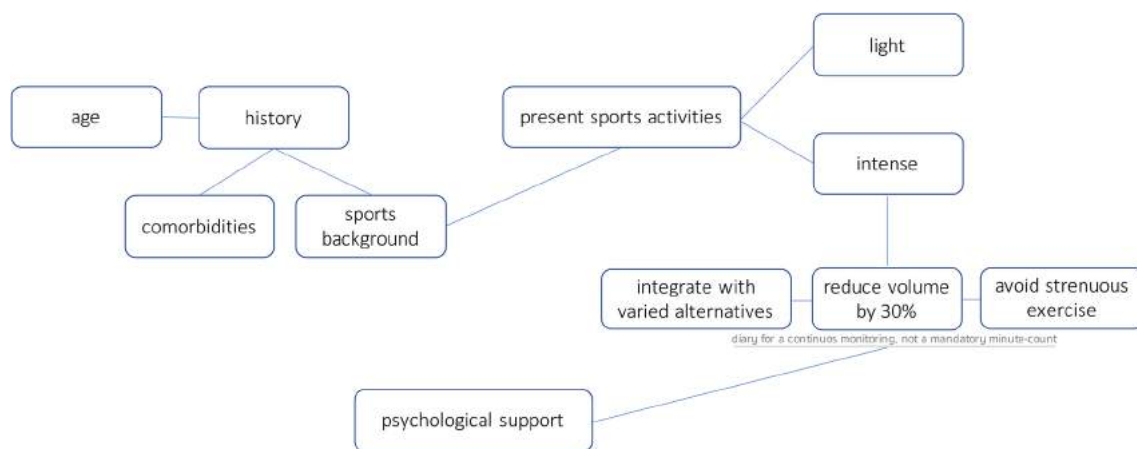 light
age
history
present sports activities
intense
comorbidities
sports
background
integrate with
varied alternatives
reduce volume
by 30%
avoid strenuous
exercise
diary for a continuos monitoring, not a mandatory minute-count
psychological support